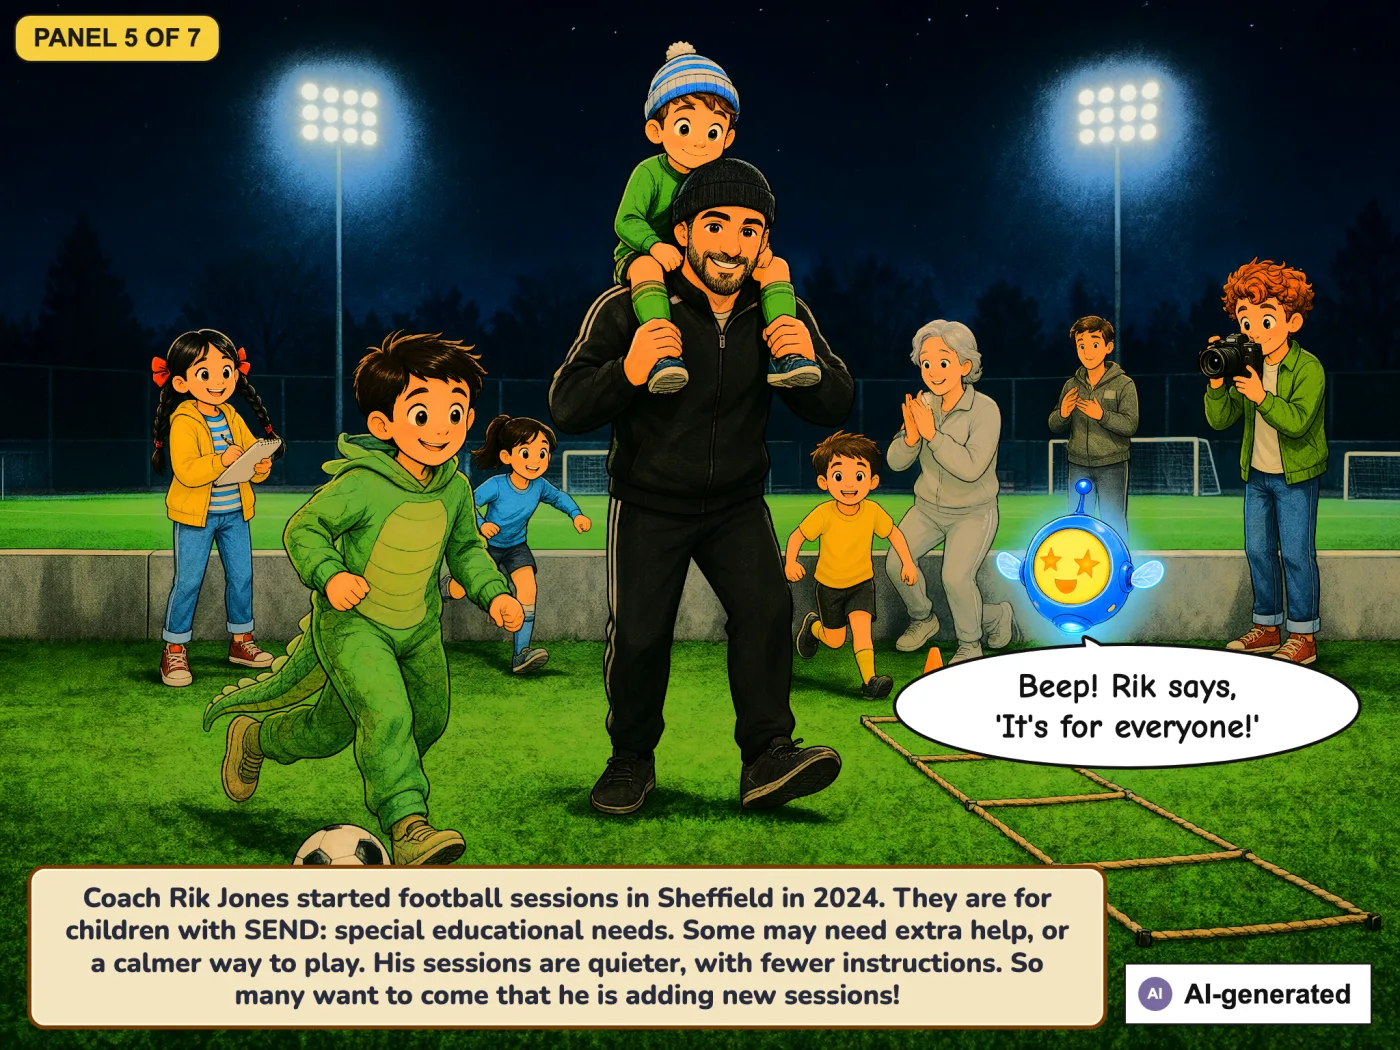 PANEL 5 OF 7
Beep! Rik says,
'It's for everyone!'
Coach Rik Jones started football sessions in Sheffield in 2024. They are for
children with SEND: special educational needs. Some may need extra help, or
a calmer way to play. His sessions are quieter, with fewer instructions. So
many want to come that he is adding new sessions!
AI AI-generated